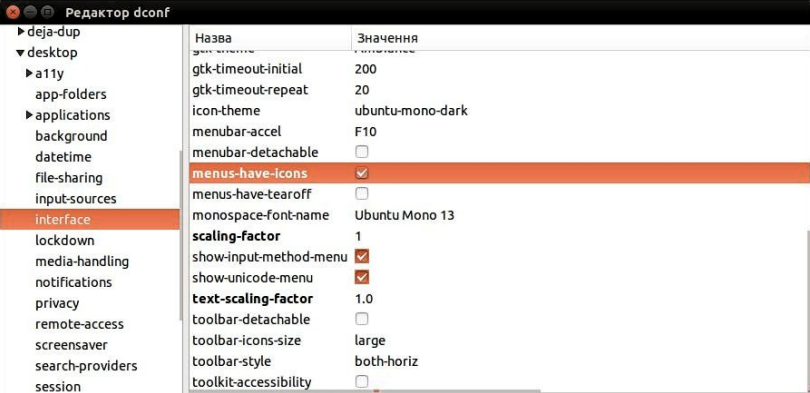 Редактор dconf
deja-dup
desktop
a11y
app-folders
applications
background
datetime
file-sharing
input-sources
interface
lockdown
media-handling
notifications
privacy
remote-access
screensaver
search-providers
session
Назва Значення
gtk-theme Ambiance
gtk-timeout-initial 200
gtk-timeout-repeat 20
icon-theme ubuntu-mono-dark
menubar-accel F10
menubar-detachable
menus-have-icons
menus-have-tearoff
monospace-font-name Ubuntu Mono 13
scaling-factor 1
show-input-method-menu
show-unicode-menu
text-scaling-factor 1.0
toolbar-detachable
toolbar-icons-size large
toolbar-style both-horiz
toolkit-accessibility